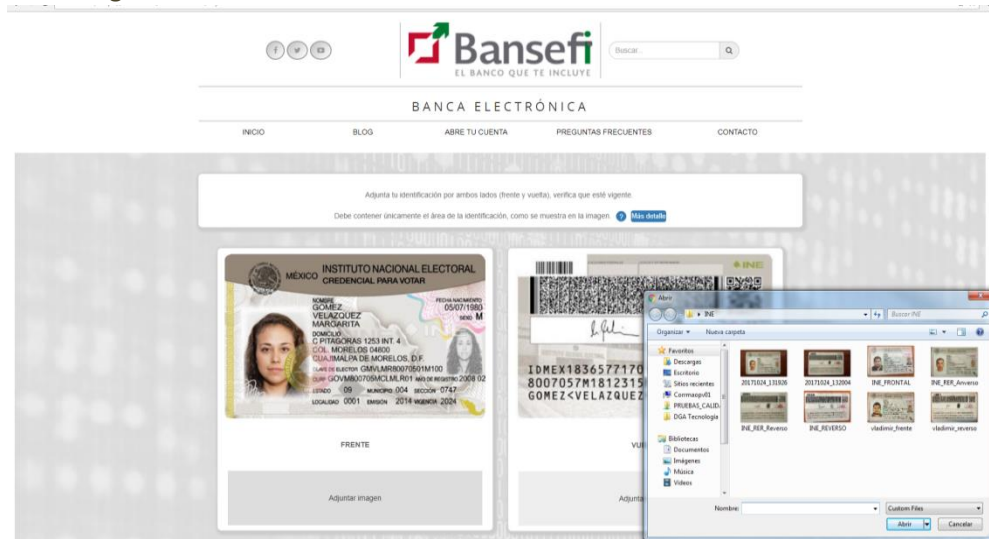 Bansefi
EL BANCO QUE TE INCLUYE
Buscar...
BANCA ELECTRÓNICA
INICIO
BLOG
ABRE TU CUENTA
PREGUNTAS FRECUENTES
CONTACTO
Adjunta tu identificación por ambos lados (frente y vuelta), verifica que esté vigente.
Debe contener únicamente el área de la identificación, como se muestra en la imagen. ? Más detalle
MÉXICO
INSTITUTO NACIONAL ELECTORAL
CREDENCIAL PARA VOTAR
NOMBRE
GÓMEZ
VELÁZQUEZ
MARGARITA
FECHA DE NACIMIENTO
05/07/1980
SEXO M
DOMICILIO
C PITÁGORAS 1253 INT. 4
COL. MORELOS 04800
CUAJIMALPA DE MORELOS, D.F.
CLAVE DE ELECTOR GMVLMR80070501M100
CURP GOVM800705MCLMLR01 AÑO DE REGISTRO 2008 02
ESTADO 09 MUNICIPIO 004 SECCIÓN 0747
LOCALIDAD 0001 EMISIÓN 2014 VIGENCIA 2024
FRENTE
Adjuntar imagen
INE
IDMEX1836577170
8007057M1812315
GOMEZ<VELAZQUEZ
VUE
Adjunta
Abrir
INE
Buscar INE
Organizar
Nueva carpeta
Favoritos
Descargas
Escritorio
Sitios recientes
PRUEBAS_CALID
DGA Tecnología
Bibliotecas
Documentos
Imágenes
Música
Videos
20171024_131926
20171024_132004
INE_FRONTAL
INE_RER_Anverso
INE_RER_Reverso
INE_REVERSO
vladimir_frente
vladimir_reverso
Nombre:
Custom Files
Abrir
Cancelar